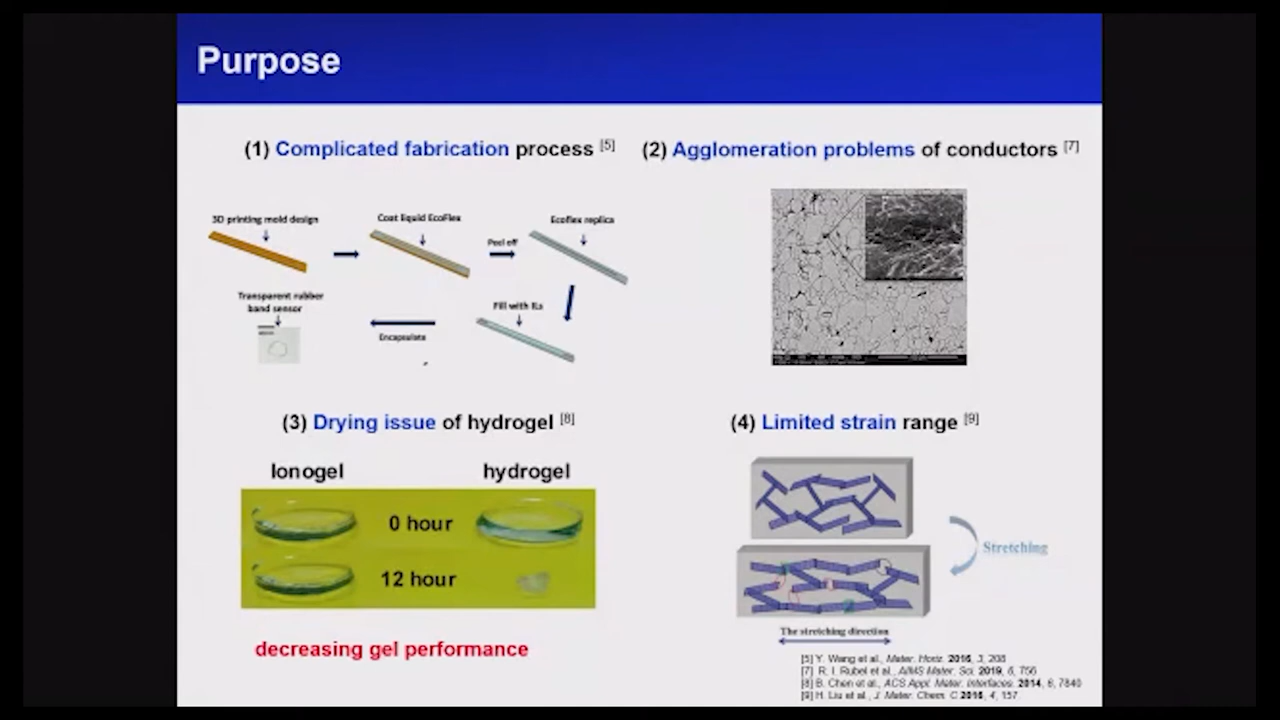 Purpose
(1) Complicated fabrication process [5]
(2) Agglomeration problems of conductors [7]
3D printing mold design
Coat liquid EcoFlex
Peel off
Ecoflex replica
Transparent rubber
band sensor
Fill with ILs
Encapsulate
(3) Drying issue of hydrogel [8]
(4) Limited strain range [9]
Ionogel
hydrogel
0 hour
12 hour
decreasing gel performance
Stretching
The stretching direction
[5] Y. Wang et al., Mater. Horiz. 2016, 3, 208
[7] R. I. Rubel et al., AIMS Mater. Sci. 2019, 6, 756
[8] B. Chen et al., ACS Appl. Mater. Interfaces. 2014, 6, 7840
[9] H. Liu et al., J. Mater. Chem. C 2016, 4, 157